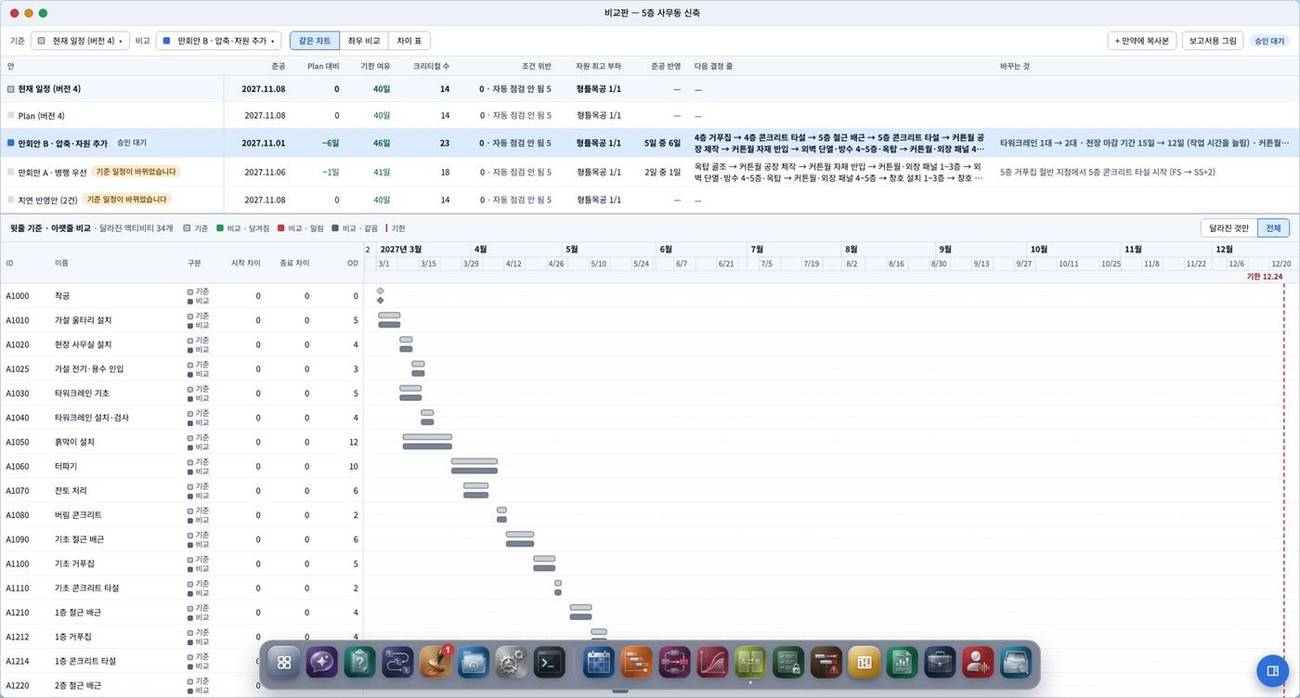 비교판 — 5층 사무동 신축
기준 현재 일정 (버전 4) 비교 만회안 B · 압축·자원 추가 같은 차트 좌우 비교 차이 표 + 만약에 복사본 보고서용 그림 승인 대기
안 준공 Plan 대비 기한 여유 크리티컬 수 조건 위반 자원 최고 부하 준공 반영 다음 결정 줄 바꾸는 것
현재 일정 (버전 4) 2027.11.08 0 40일 14 0 · 자동 점검 안 됨 5 형틀목공 1/1 — —
Plan (버전 4) 2027.11.08 0 40일 14 0 · 자동 점검 안 됨 5 형틀목공 1/1 — —
만회안 B · 압축·자원 추가 승인 대기 2027.11.01 −6일 46일 23 0 · 자동 점검 안 됨 5 형틀목공 1/1 5일 중 6일 4층 거푸집 → 4층 콘크리트 타설 → 5층 철근 배근 → 5층 콘크리트 타설 → 커튼월 공 타워크레인 1대 → 2대 · 천장 마감 기간 15일 → 12일 (작업 시간을 늘림) · 커튼월…
장 제작 → 커튼월 자재 반입 → 외벽 단열·방수 4~5층·옥탑 → 커튼월·외장 패널 4…
만회안 A · 병행 우선 기준 일정이 바뀌었습니다 2027.11.06 −1일 41일 18 0 · 자동 점검 안 됨 5 형틀목공 1/1 2일 중 1일 옥탑 골조 → 커튼월 공장 제작 → 커튼월 자재 반입 → 커튼월·외장 패널 1~3층 → 외 5층 거푸집 절반 지점에서 5층 콘크리트 타설 시작 (FS → SS+2)
벽 단열·방수 4~5층·옥탑 → 커튼월·외장 패널 4~5층 → 창호 설치 1~3층 → 창호 …
지연 반영안 (2건) 기준 일정이 바뀌었습니다 2027.11.08 0 40일 14 0 · 자동 점검 안 됨 5 형틀목공 1/1 — —
윗줄 기준 · 아랫줄 비교 · 달라진 액티비티 34개 기준 비교 · 당겨짐 비교 · 밀림 비교 · 같음 기한 달라진 것만 전체
ID 이름 구분 시작 차이 종료 차이 OD
2 2027년 3월 4월 5월 6월 7월 8월 9월 10월 11월 12월
3/1 3/15 3/29 4/12 4/26 5/10 5/24 6/7 6/21 7/5 7/19 8/2 8/16 8/30 9/13 9/27 10/11 10/25 11/8 11/22 12/6 12/20
기한 12.24
A1000 착공 기준 비교 0 0 0
A1010 가설 울타리 설치 기준 비교 0 0 5
A1020 현장 사무실 설치 기준 비교 0 0 4
A1025 가설 전기·용수 인입 기준 비교 0 0 3
A1030 타워크레인 기초 기준 비교 0 0 5
A1040 타워크레인 설치·검사 기준 비교 0 0 4
A1050 흙막이 설치 기준 비교 0 0 12
A1060 터파기 기준 비교 0 0 10
A1070 잔토 처리 기준 비교 0 0 6
A1080 버림 콘크리트 기준 비교 0 0 2
A1090 기초 철근 배근 기준 비교 0 0 6
A1100 기초 거푸집 기준 비교 0 0 5
A1110 기초 콘크리트 타설 기준 비교 0 0 2
A1210 1층 철근 배근 기준 비교 0 0 4
A1212 1층 거푸집 기준 비교 0 0 4
A1214 1층 콘크리트 타설 기준 비교
A1220 2층 철근 배근 기준 비교
1